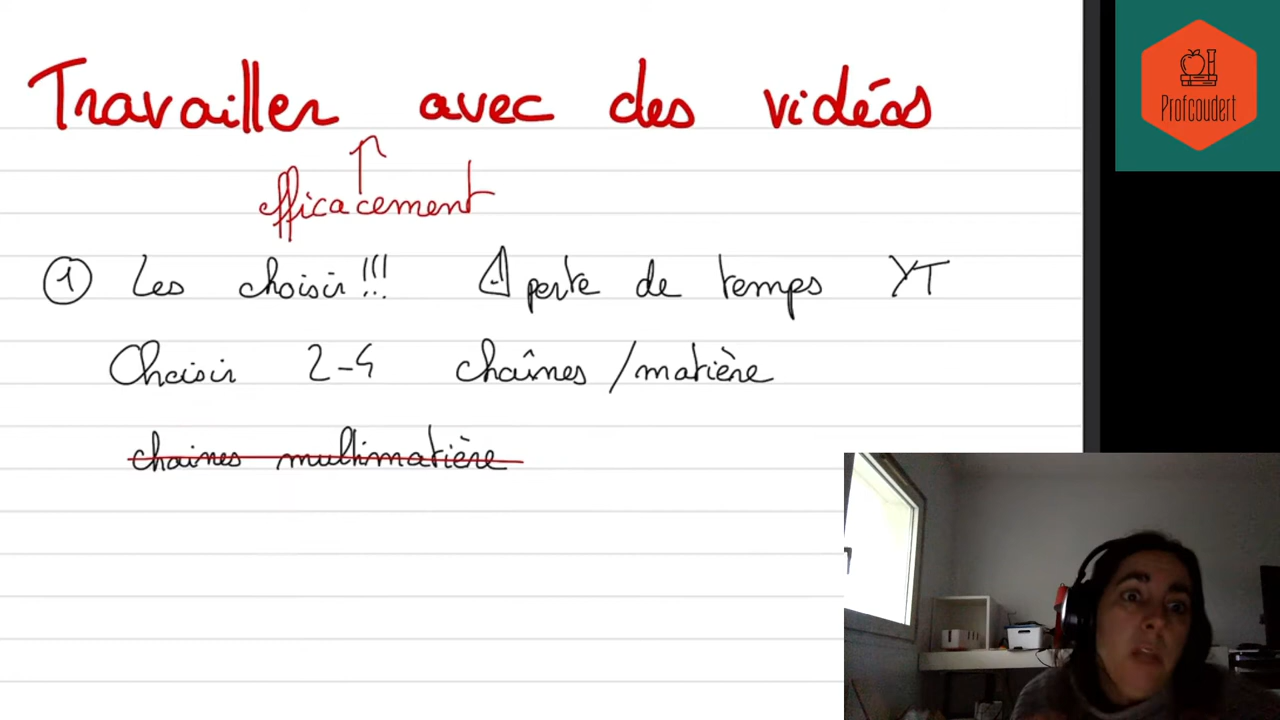 Travailler avec des vidéos
efficacement
1 Les choisir!!! ⚠ perte de temps YT
Choisir 2-4 chaînes /matière
chaines multimatière
Profcoudert